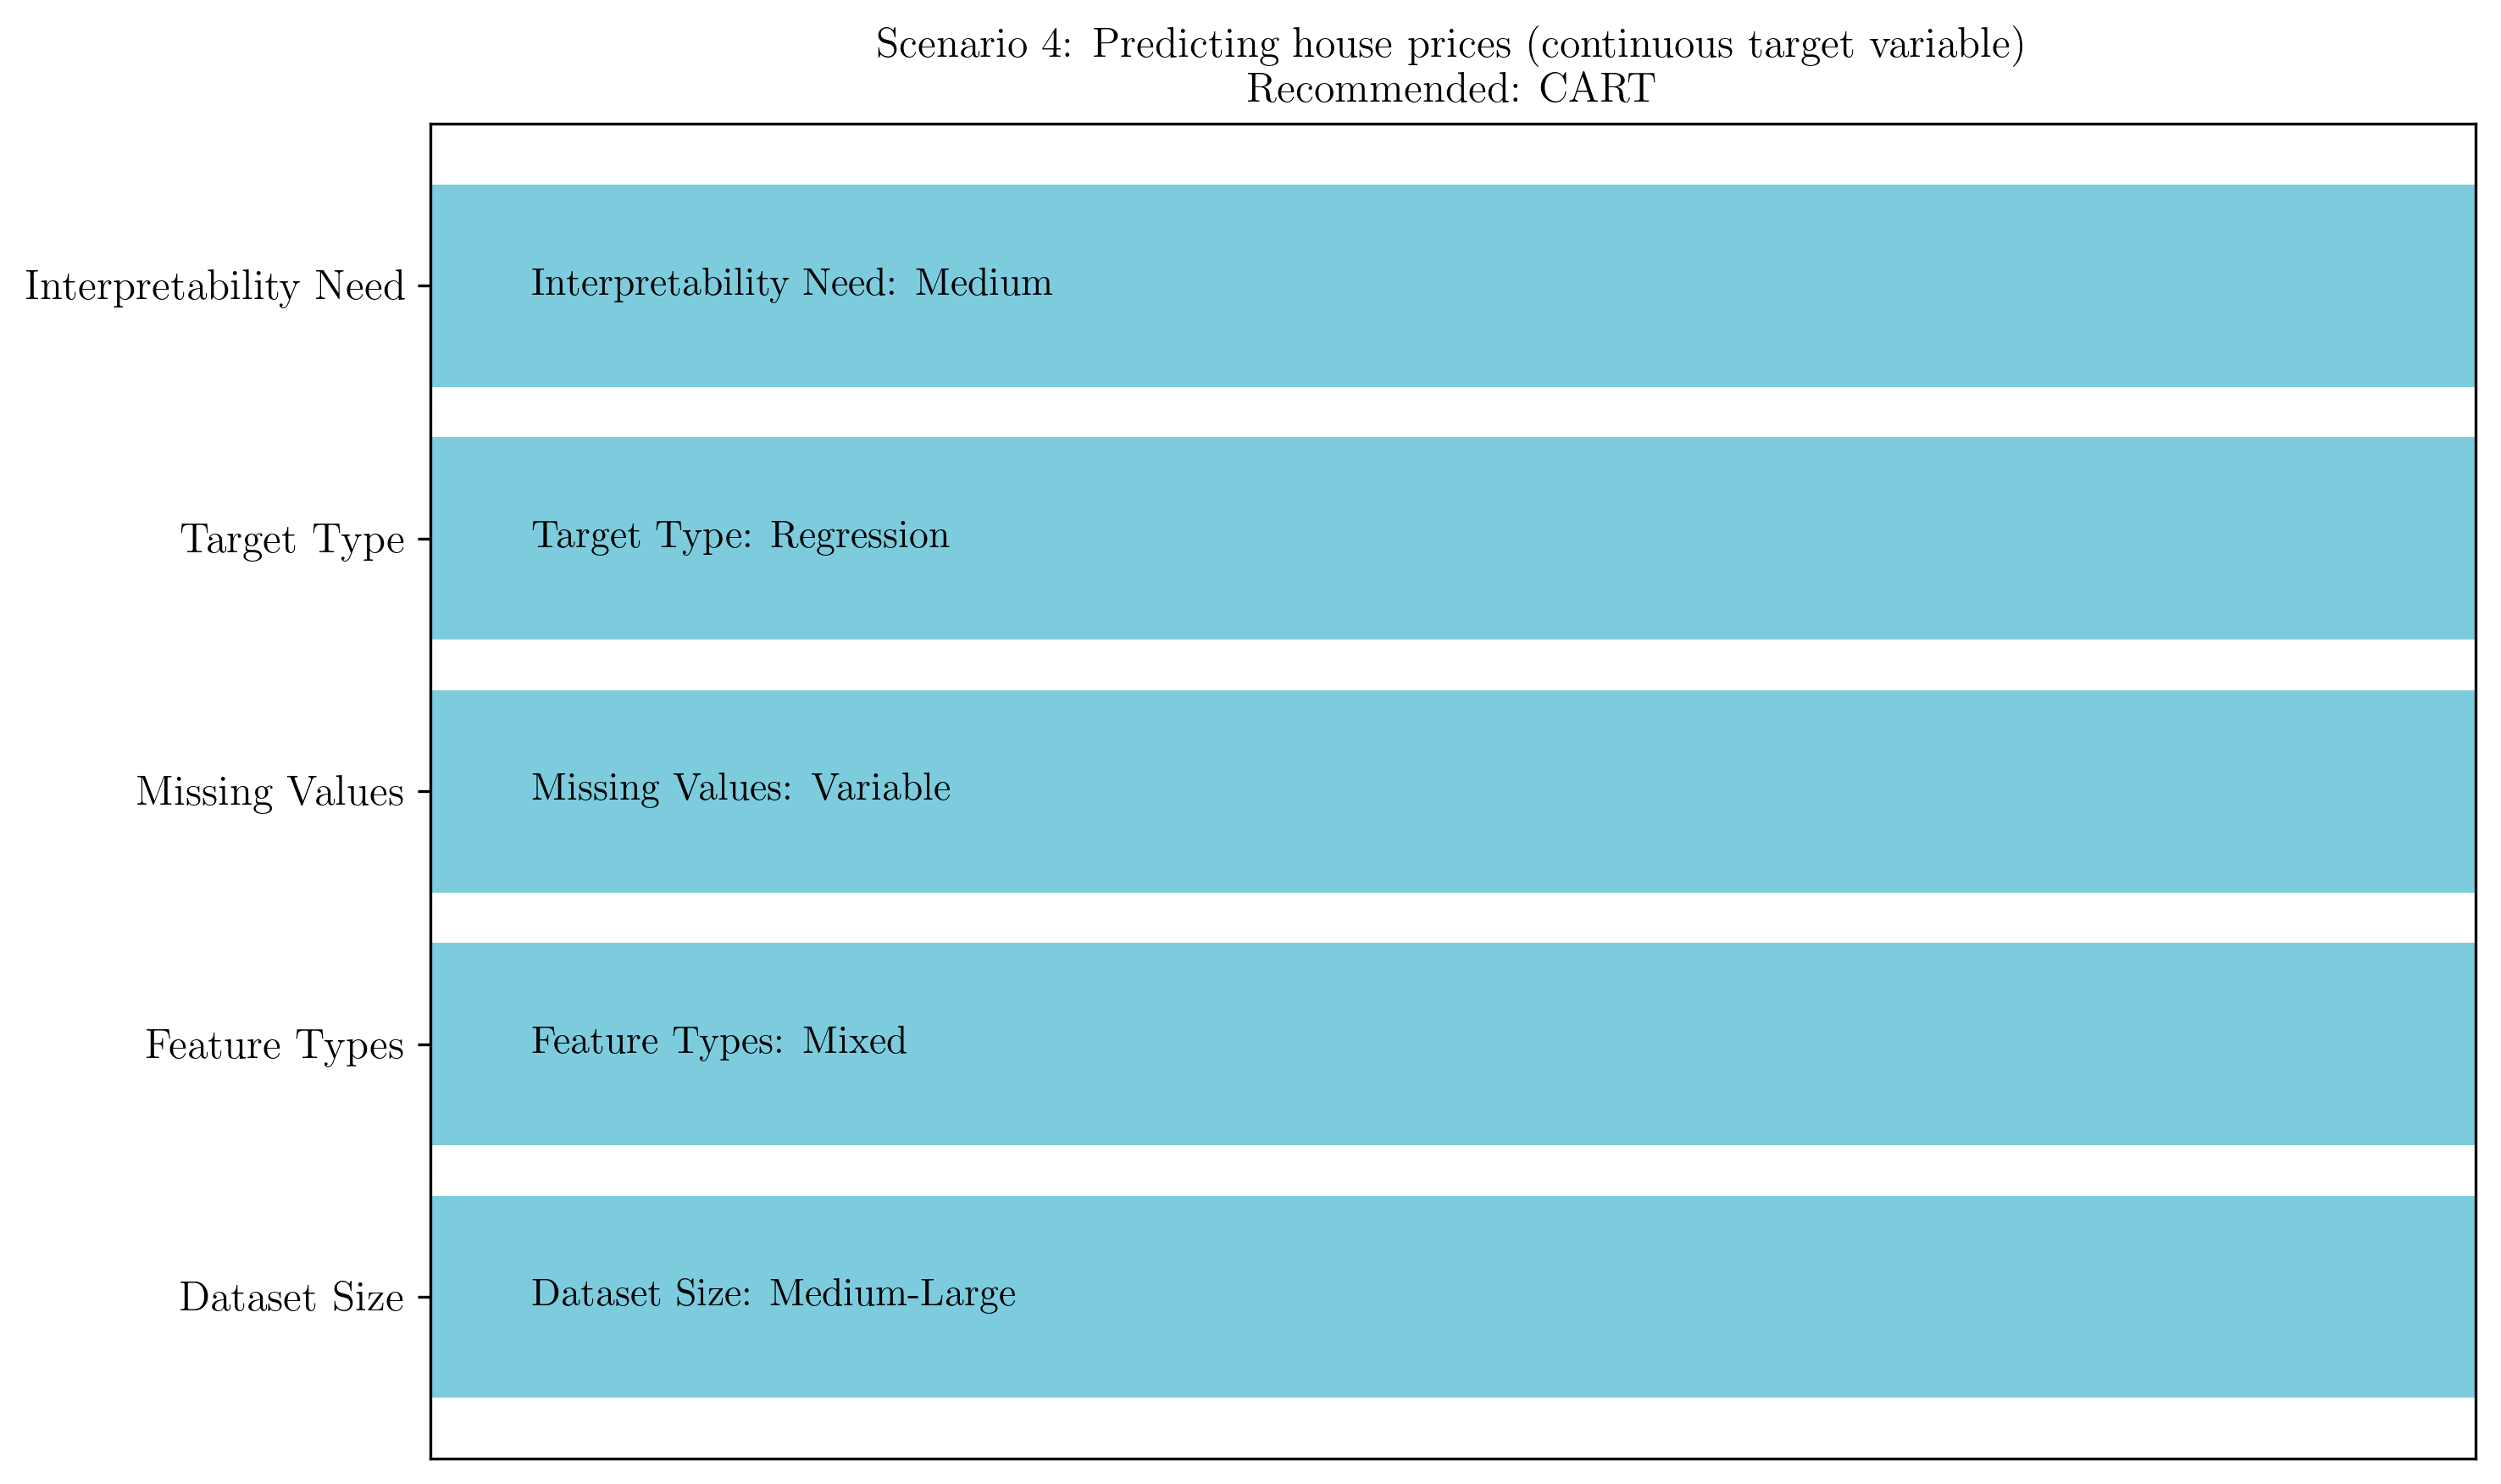 Scenario 4: Predicting house prices (continuous target variable)
Recommended: CART
Interpretability Need
Interpretability Need: Medium
Target Type
Target Type: Regression
Missing Values
Missing Values: Variable
Feature Types
Feature Types: Mixed
Dataset Size
Dataset Size: Medium-Large